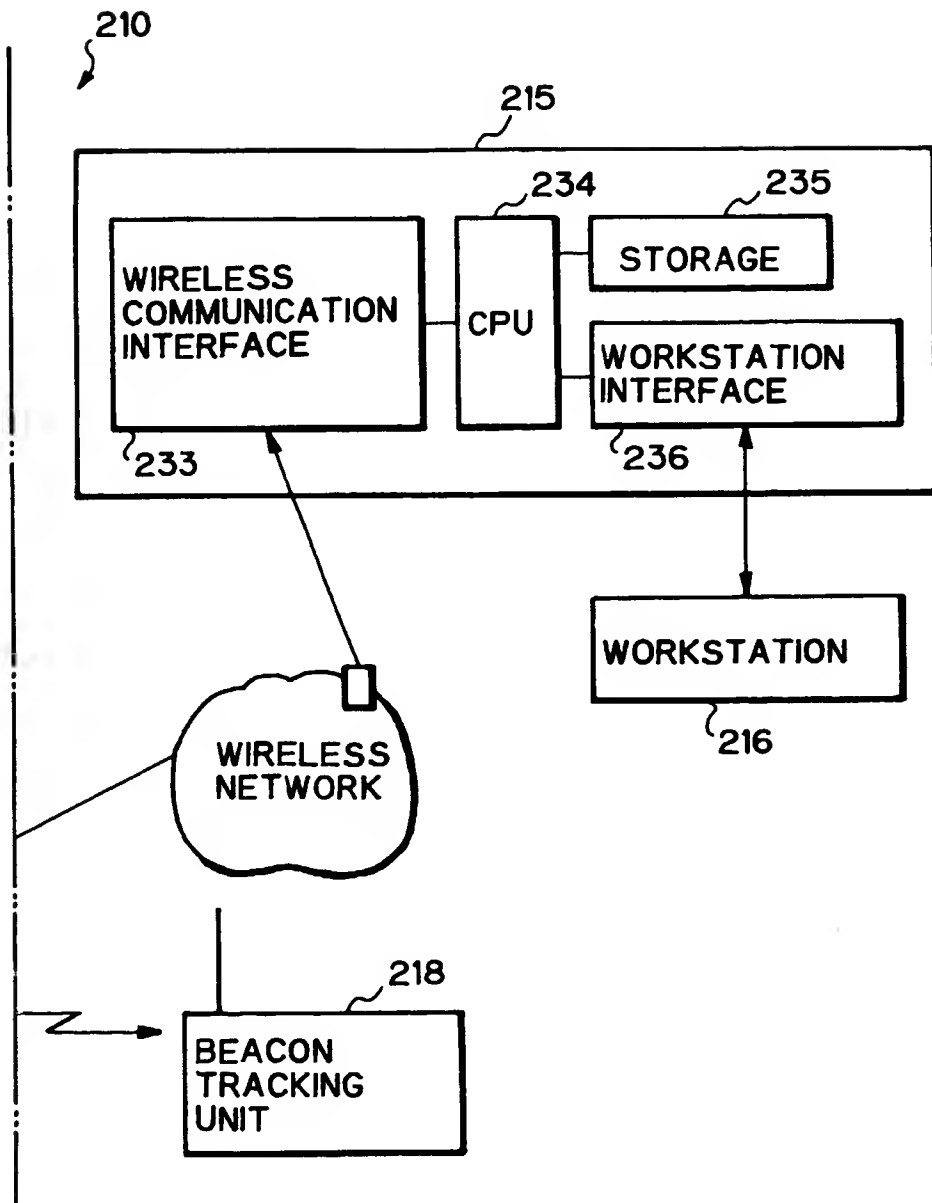 210
215
234
235
WIRELESS
COMMUNICATION
INTERFACE
CPU
STORAGE
WORKSTATION
INTERFACE
233
236
WORKSTATION
216
WIRELESS
NETWORK
218
BEACON
TRACKING
UNIT